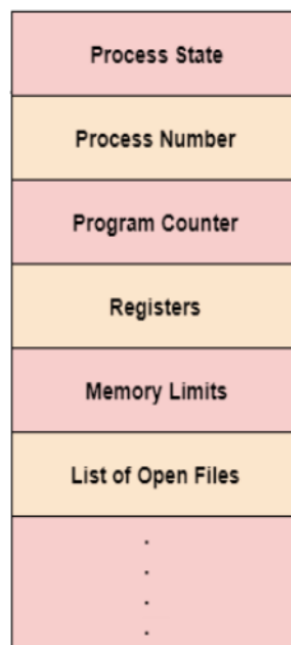 Process State
Process Number
Program Counter
Registers
Memory Limits
List of Open Files
.
.
.
.